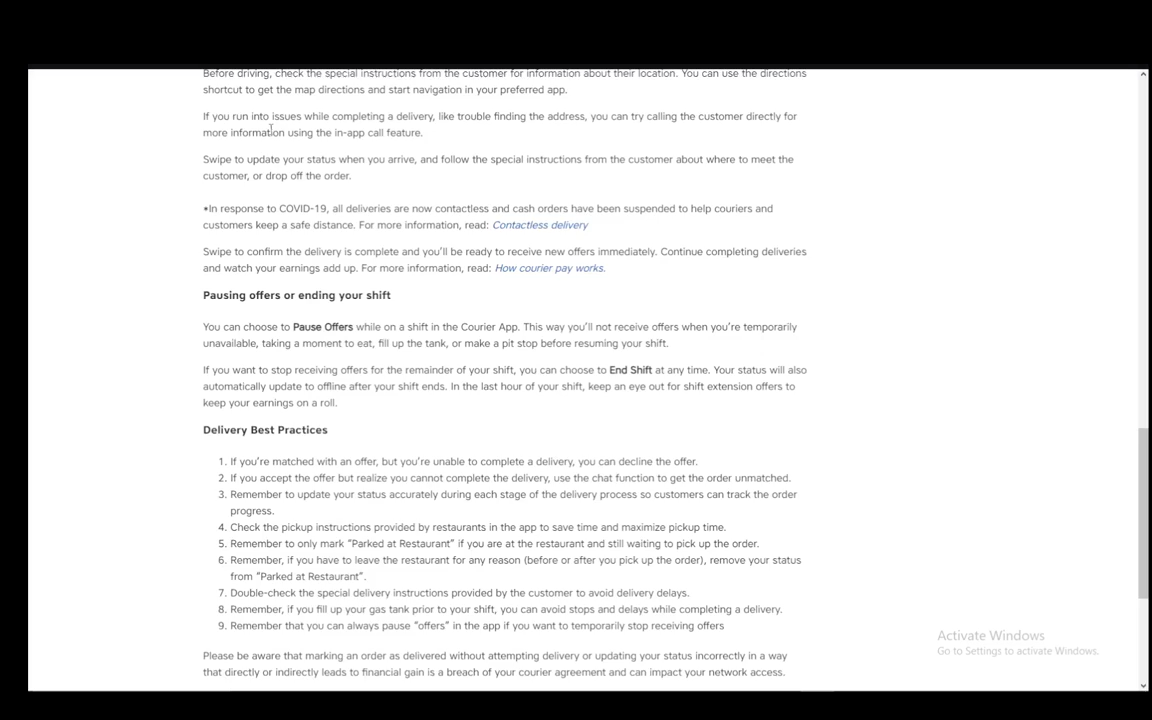 Before driving, check the special instructions from the customer for information about their location. You can use the directions
shortcut to get the map directions and start navigation in your preferred app.
If you run into issues while completing a delivery, like trouble finding the address, you can try calling the customer directly for
more information using the in-app call feature.
Swipe to update your status when you arrive, and follow the special instructions from the customer about where to meet the
customer, or drop off the order.
*In response to COVID-19, all deliveries are now contactless and cash orders have been suspended to help couriers and
customers keep a safe distance. For more information, read: Contactless delivery
Swipe to confirm the delivery is complete and you'll be ready to receive new offers immediately. Continue completing deliveries
and watch your earnings add up. For more information, read: How courier pay works.
Pausing offers or ending your shift
You can choose to Pause Offers while on a shift in the Courier App. This way you'll not receive offers when you're temporarily
unavailable, taking a moment to eat, fill up the tank, or make a pit stop before resuming your shift.
If you want to stop receiving offers for the remainder of your shift, you can choose to End Shift at any time. Your status will also
automatically update to offline after your shift ends. In the last hour of your shift, keep an eye out for shift extension offers to
keep your earnings on a roll.
Delivery Best Practices
1. If you're matched with an offer, but you're unable to complete a delivery, you can decline the offer.
2. If you accept the offer but realize you cannot complete the delivery, use the chat function to get the order unmatched.
3. Remember to update your status accurately during each stage of the delivery process so customers can track the order
progress.
4. Check the pickup instructions provided by restaurants in the app to save time and maximize pickup time.
5. Remember to only mark "Parked at Restaurant" if you are at the restaurant and still waiting to pick up the order.
6. Remember, if you have to leave the restaurant for any reason (before or after you pick up the order), remove your status
from "Parked at Restaurant".
7. Double-check the special delivery instructions provided by the customer to avoid delivery delays.
8. Remember, if you fill up your gas tank prior to your shift, you can avoid stops and delays while completing a delivery.
9. Remember that you can always pause "offers" in the app if you want to temporarily stop receiving offers
Please be aware that marking an order as delivered without attempting delivery or updating your status incorrectly in a way
that directly or indirectly leads to financial gain is a breach of your courier agreement and can impact your network access.
Activate Windows
Go to Settings to activate Windows.